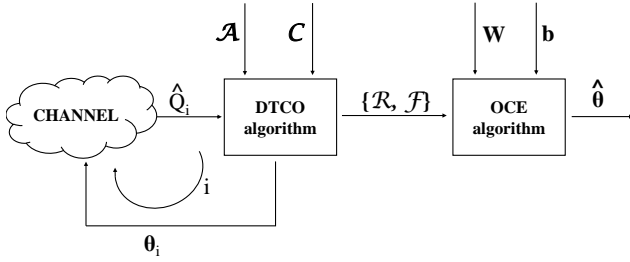 𝒜 C W b
CHANNEL
Q̂ᵢ
DTCO
algorithm
{ℛ, ℱ}
OCE
algorithm
θ̂
i
θᵢ